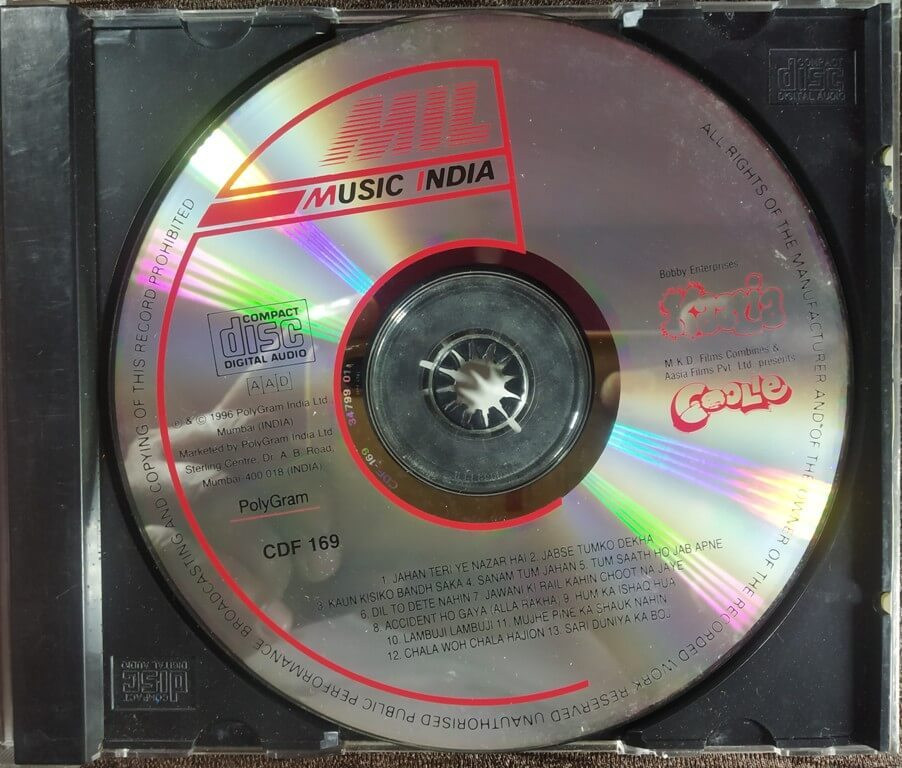 MIL
MUSIC INDIA
COMPACT
disc
DIGITAL AUDIO
COMPACT
disc
DIGITAL AUDIO
AAD
℗ & © 1996 PolyGram India Ltd.,
Mumbai (INDIA)
Marketed by PolyGram India Ltd
Sterling Centre, Dr. A. B. Road,
Mumbai-400 018 (INDIA)
PolyGram
CDF 169
Bobby Enterprises
Kaalia
M.K.D. Films Combines &
Aasia Films Pvt. Ltd. presents
Coolie
1. JAHAN TERI YE NAZAR HAI 2. JABSE TUMKO DEKHA
3. KAUN KISIKO BANDH SAKA 4. SANAM TUM JAHAN 5. TUM SAATH HO JAB APNE
6. DIL TO DETE NAHIN 7. JAWANI KI RAIL KAHIN CHOOT NA JAYE
8. ACCIDENT HO GAYA (ALLA RAKHA) 9. HUM KA ISHAQ HUA
10. LAMBUJI LAMBUJI 11. MUJHE PINE KA SHAUK NAHIN
12. CHALA WOH CHALA HAJION 13. SARI DUNIYA KA BOJ
ALL RIGHTS OF THE MANUFACTURER AND OF THE OWNER OF THE RECORDED WORK RESERVED UNAUTHORISED PUBLIC PERFORMANCE BROADCASTING AND COPYING OF THIS RECORD PROHIBITED
COMPACT
disc
DIGITAL AUDIO